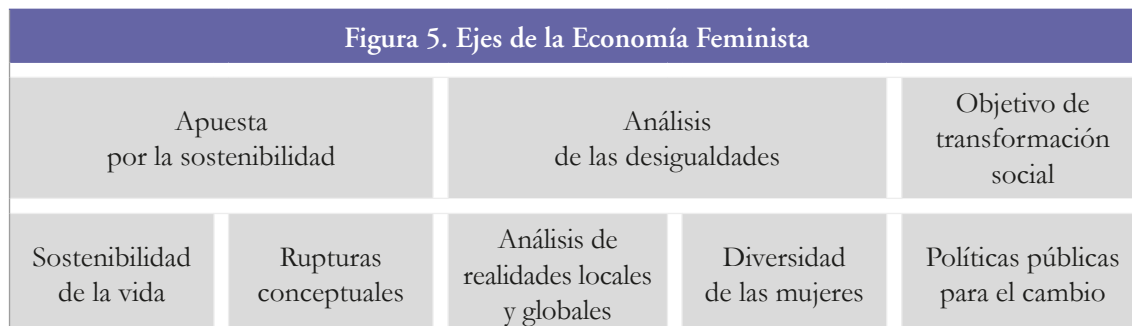 Figura 5. Ejes de la Economía Feminista
Apuesta
por la sostenibilidad
Análisis
de las desigualdades
Objetivo de
transformación
social
Sostenibilidad
de la vida
Rupturas
conceptuales
Análisis de
realidades locales
y globales
Diversidad
de las mujeres
Políticas públicas
para el cambio